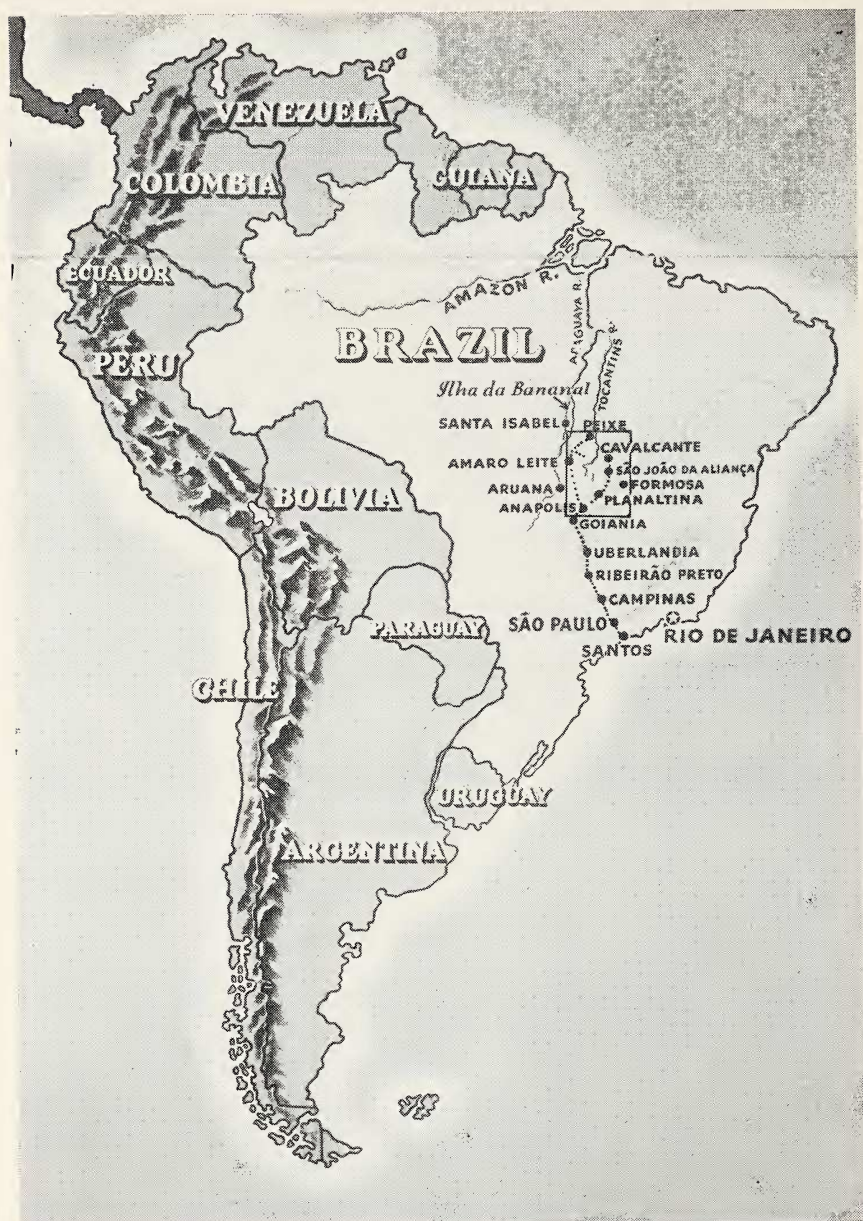 VENEZUELA
COLOMBIA
GUIANA
ECUADOR
AMAZON R.
ARAGUAYA R.
BRAZIL
TOCANTINS R.
PERU
Ilha da Bananal
SANTA ISABEL
PEIXE
CAVALCANTE
AMARO LEITE
SÃO JOÃO DA ALIANÇA
FORMOSA
BOLIVIA
ARUANA
PLANALTINA
ANAPOLIS
GOIANIA
UBERLANDIA
RIBEIRÃO PRETO
CAMPINAS
PARAGUAY
SÃO PAULO
RIO DE JANEIRO
SANTOS
CHILE
URUGUAY
ARGENTINA